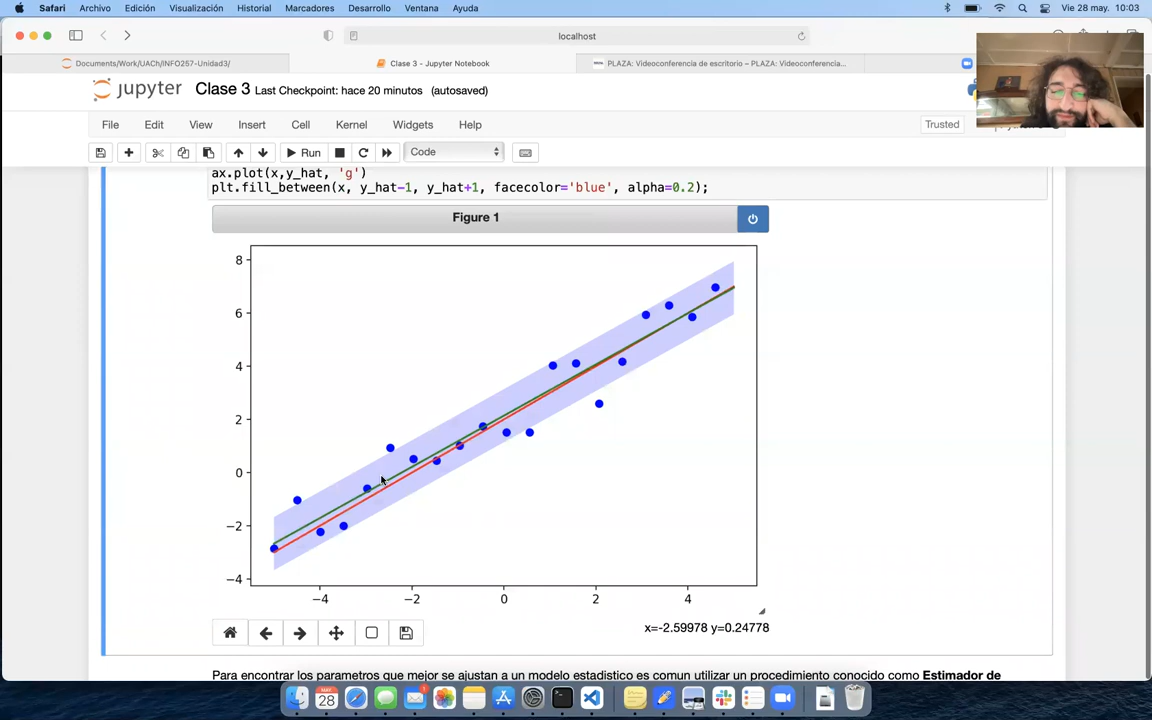 Safari Archivo Edición Visualización Historial Marcadores Desarrollo Ventana Ayuda Vie 28 may. 10:03
localhost
Documents/Work/UACh/INFO257-Unidad3/ Clase 3 - Jupyter Notebook PLAZA: Videoconferencia de escritorio – PLAZA: Videoconferencia...
jupyter Clase 3 Last Checkpoint: hace 20 minutos (autosaved)
File Edit View Insert Cell Kernel Widgets Help Trusted
Run Code
ax.plot(x,y_hat, 'g')
plt.fill_between(x, y_hat-1, y_hat+1, facecolor='blue', alpha=0.2);
Figure 1
8
6
4
2
0
−2
−4
−4 −2 0 2 4
x=-2.59978 y=0.24778
Para encontrar los parametros que mejor se ajustan a un modelo estadistico es comun utilizar un procedimiento conocido como Estimador de
28